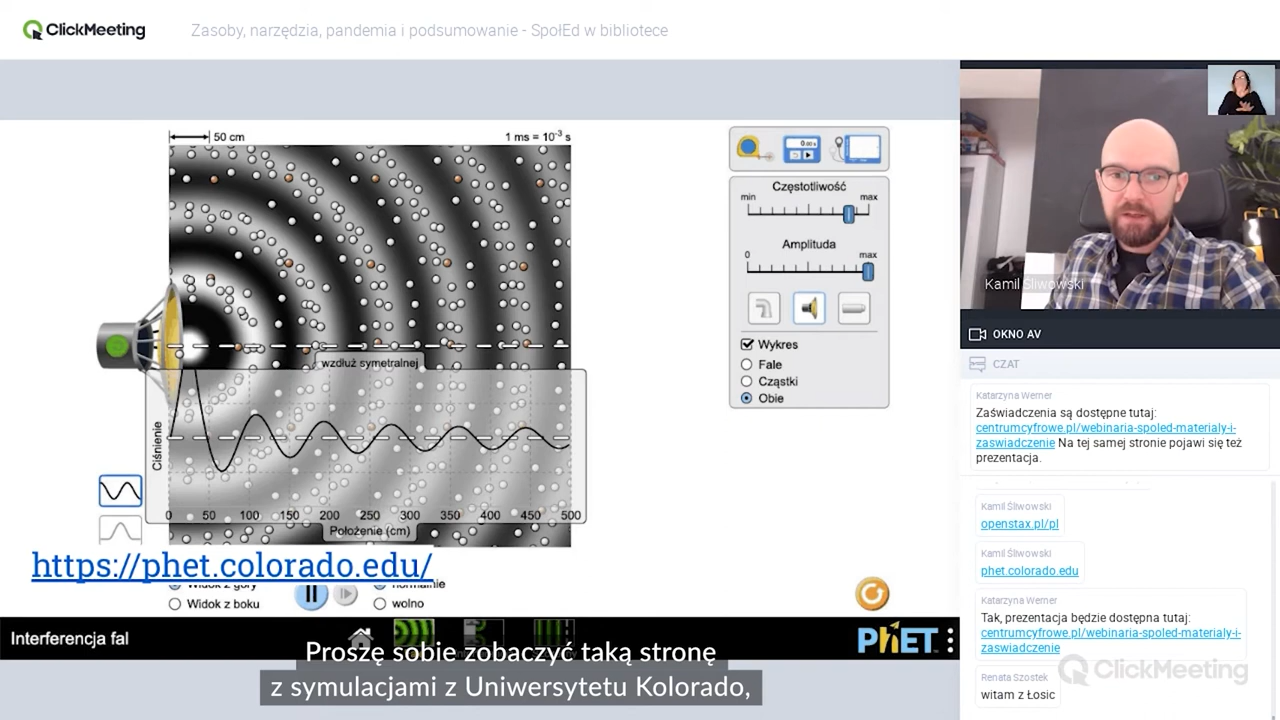 ClickMeeting
Zasoby, narzędzia, pandemia i podsumowanie - SpołEd w bibliotece
50 cm
1 ms = 10⁻³ s
0.00 s
Częstotliwość
min
max
Amplituda
0
max
Wykres
Fale
Cząstki
Obie
wzdłuż symetralnej
Ciśnienie
0 50 100 150 200 250 300 350 400 450 500
Położenie (cm)
https://phet.colorado.edu/
Widok z góry
normalnie
Widok z boku
wolno
Interferencja fal
PhET
Proszę sobie zobaczyć taką stronę
z symulacjami z Uniwersytetu Kolorado,
Kamil Śliwowski
OKNO AV
CZAT
Katarzyna Werner
Zaświadczenia są dostępne tutaj:
centrumcyfrowe.pl/webinaria-spoled-materialy-i-
zaswiadczenie Na tej samej stronie pojawi się też
prezentacja.
Kamil Śliwowski
openstax.pl/pl
Kamil Śliwowski
phet.colorado.edu
Katarzyna Werner
Tak, prezentacja będzie dostępna tutaj:
centrumcyfrowe.pl/webinaria-spoled-materialy-i-
zaswiadczenie
ClickMeeting
Renata Szostek
witam z Łosic